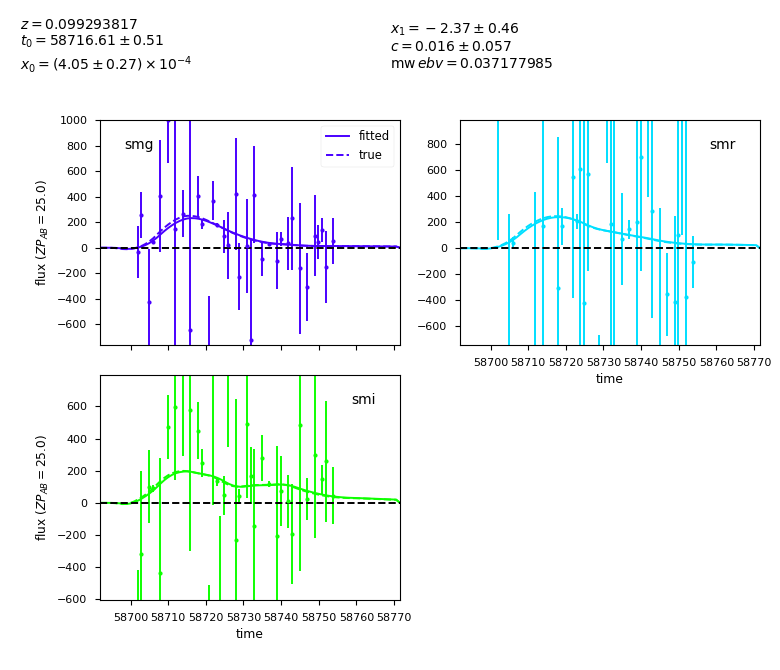 z = 0.099293817
t₀ = 58716.61 ± 0.51
x₀ = (4.05 ± 0.27) × 10⁻⁴
x₁ = −2.37 ± 0.46
c = 0.016 ± 0.057
mw ebv = 0.037177985
smg
fitted
true
1000
800
600
400
200
0
−200
−400
−600
flux (ZP_AB = 25.0)
smr
800
600
400
200
0
−200
−400
−600
58700 58710 58720 58730 58740 58750 58760 58770
time
smi
600
400
200
0
−200
−400
−600
flux (ZP_AB = 25.0)
58700 58710 58720 58730 58740 58750 58760 58770
time